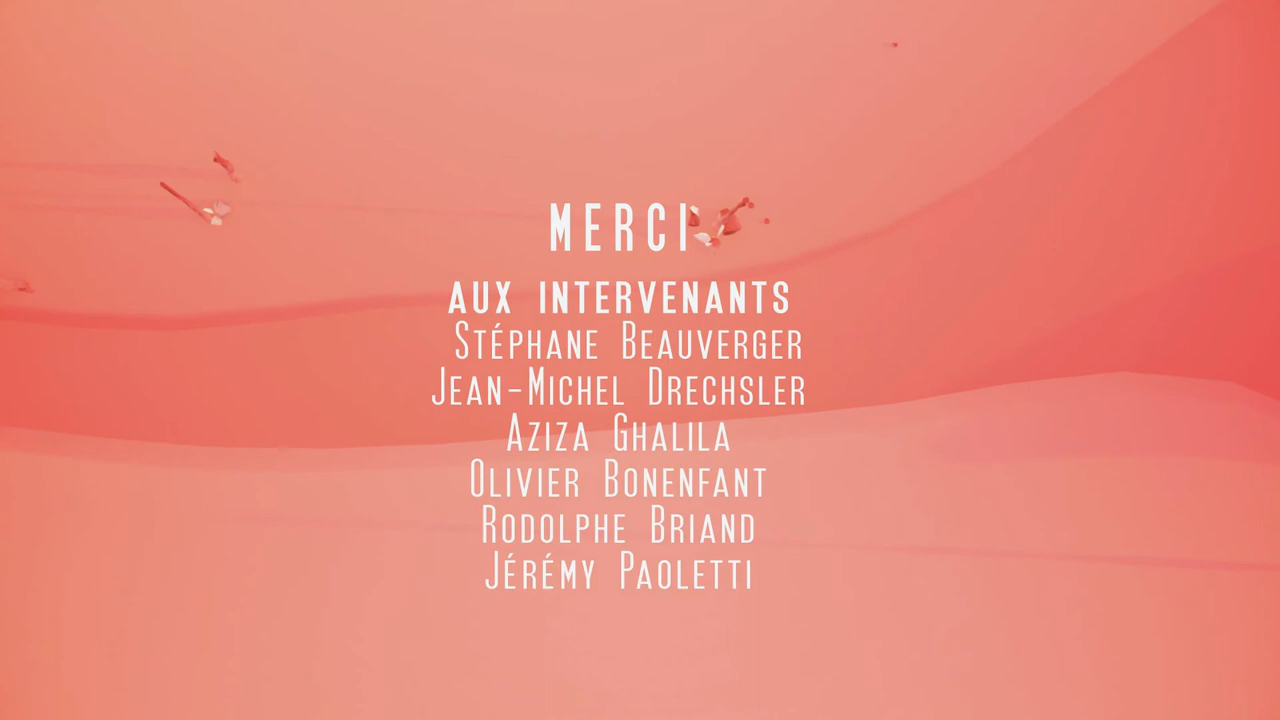 MERCI
AUX INTERVENANTS
STÉPHANE BEAUVERGER
JEAN-MICHEL DRECHSLER
AZIZA GHALILA
OLIVIER BONENFANT
RODOLPHE BRIAND
JÉRÉMY PAOLETTI